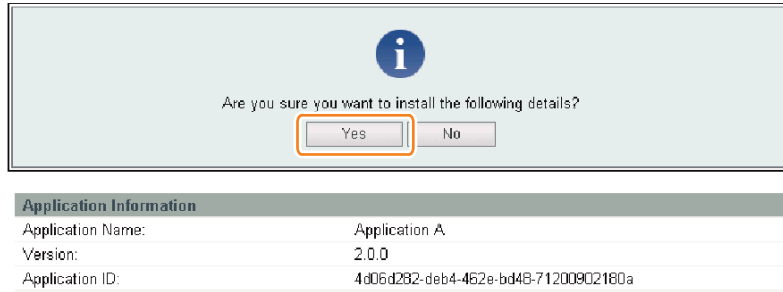 Are you sure you want to install the following details?
Yes No
Application Information
Application Name: Application A
Version: 2.0.0
Application ID: 4d06d282-deb4-462e-bd48-71200902180a